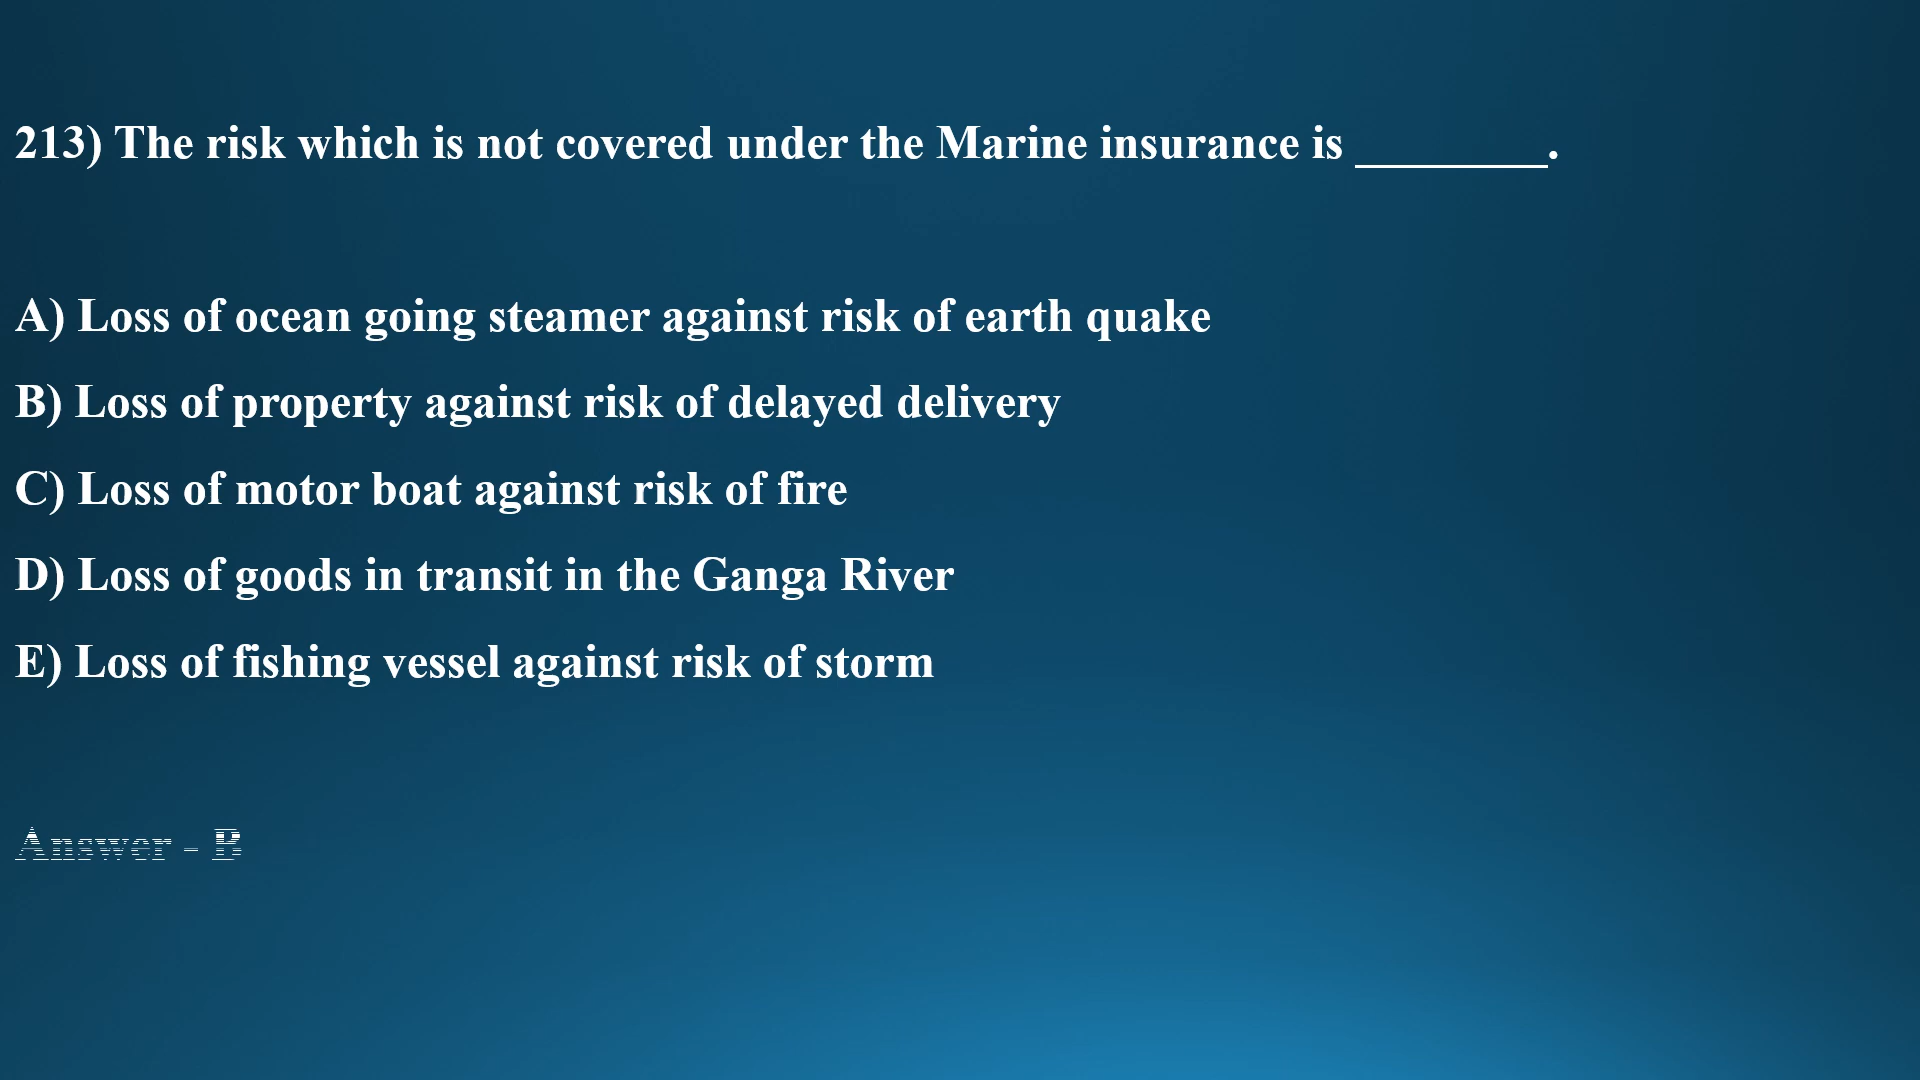 213) The risk which is not covered under the Marine insurance is ________.
A) Loss of ocean going steamer against risk of earth quake
B) Loss of property against risk of delayed delivery
C) Loss of motor boat against risk of fire
D) Loss of goods in transit in the Ganga River
E) Loss of fishing vessel against risk of storm
Answer - B